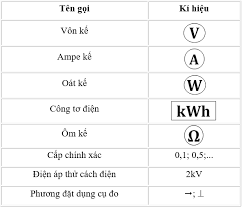 Tên gọi Kí hiệu
Vôn kế V
Ampe kế A
Oát kế W
Công tơ điện kWh
Ôm kế Ω
Cấp chính xác 0,1; 0,5;...
Điện áp thử cách điện 2kV
Phương đặt dụng cụ đo →; ⊥